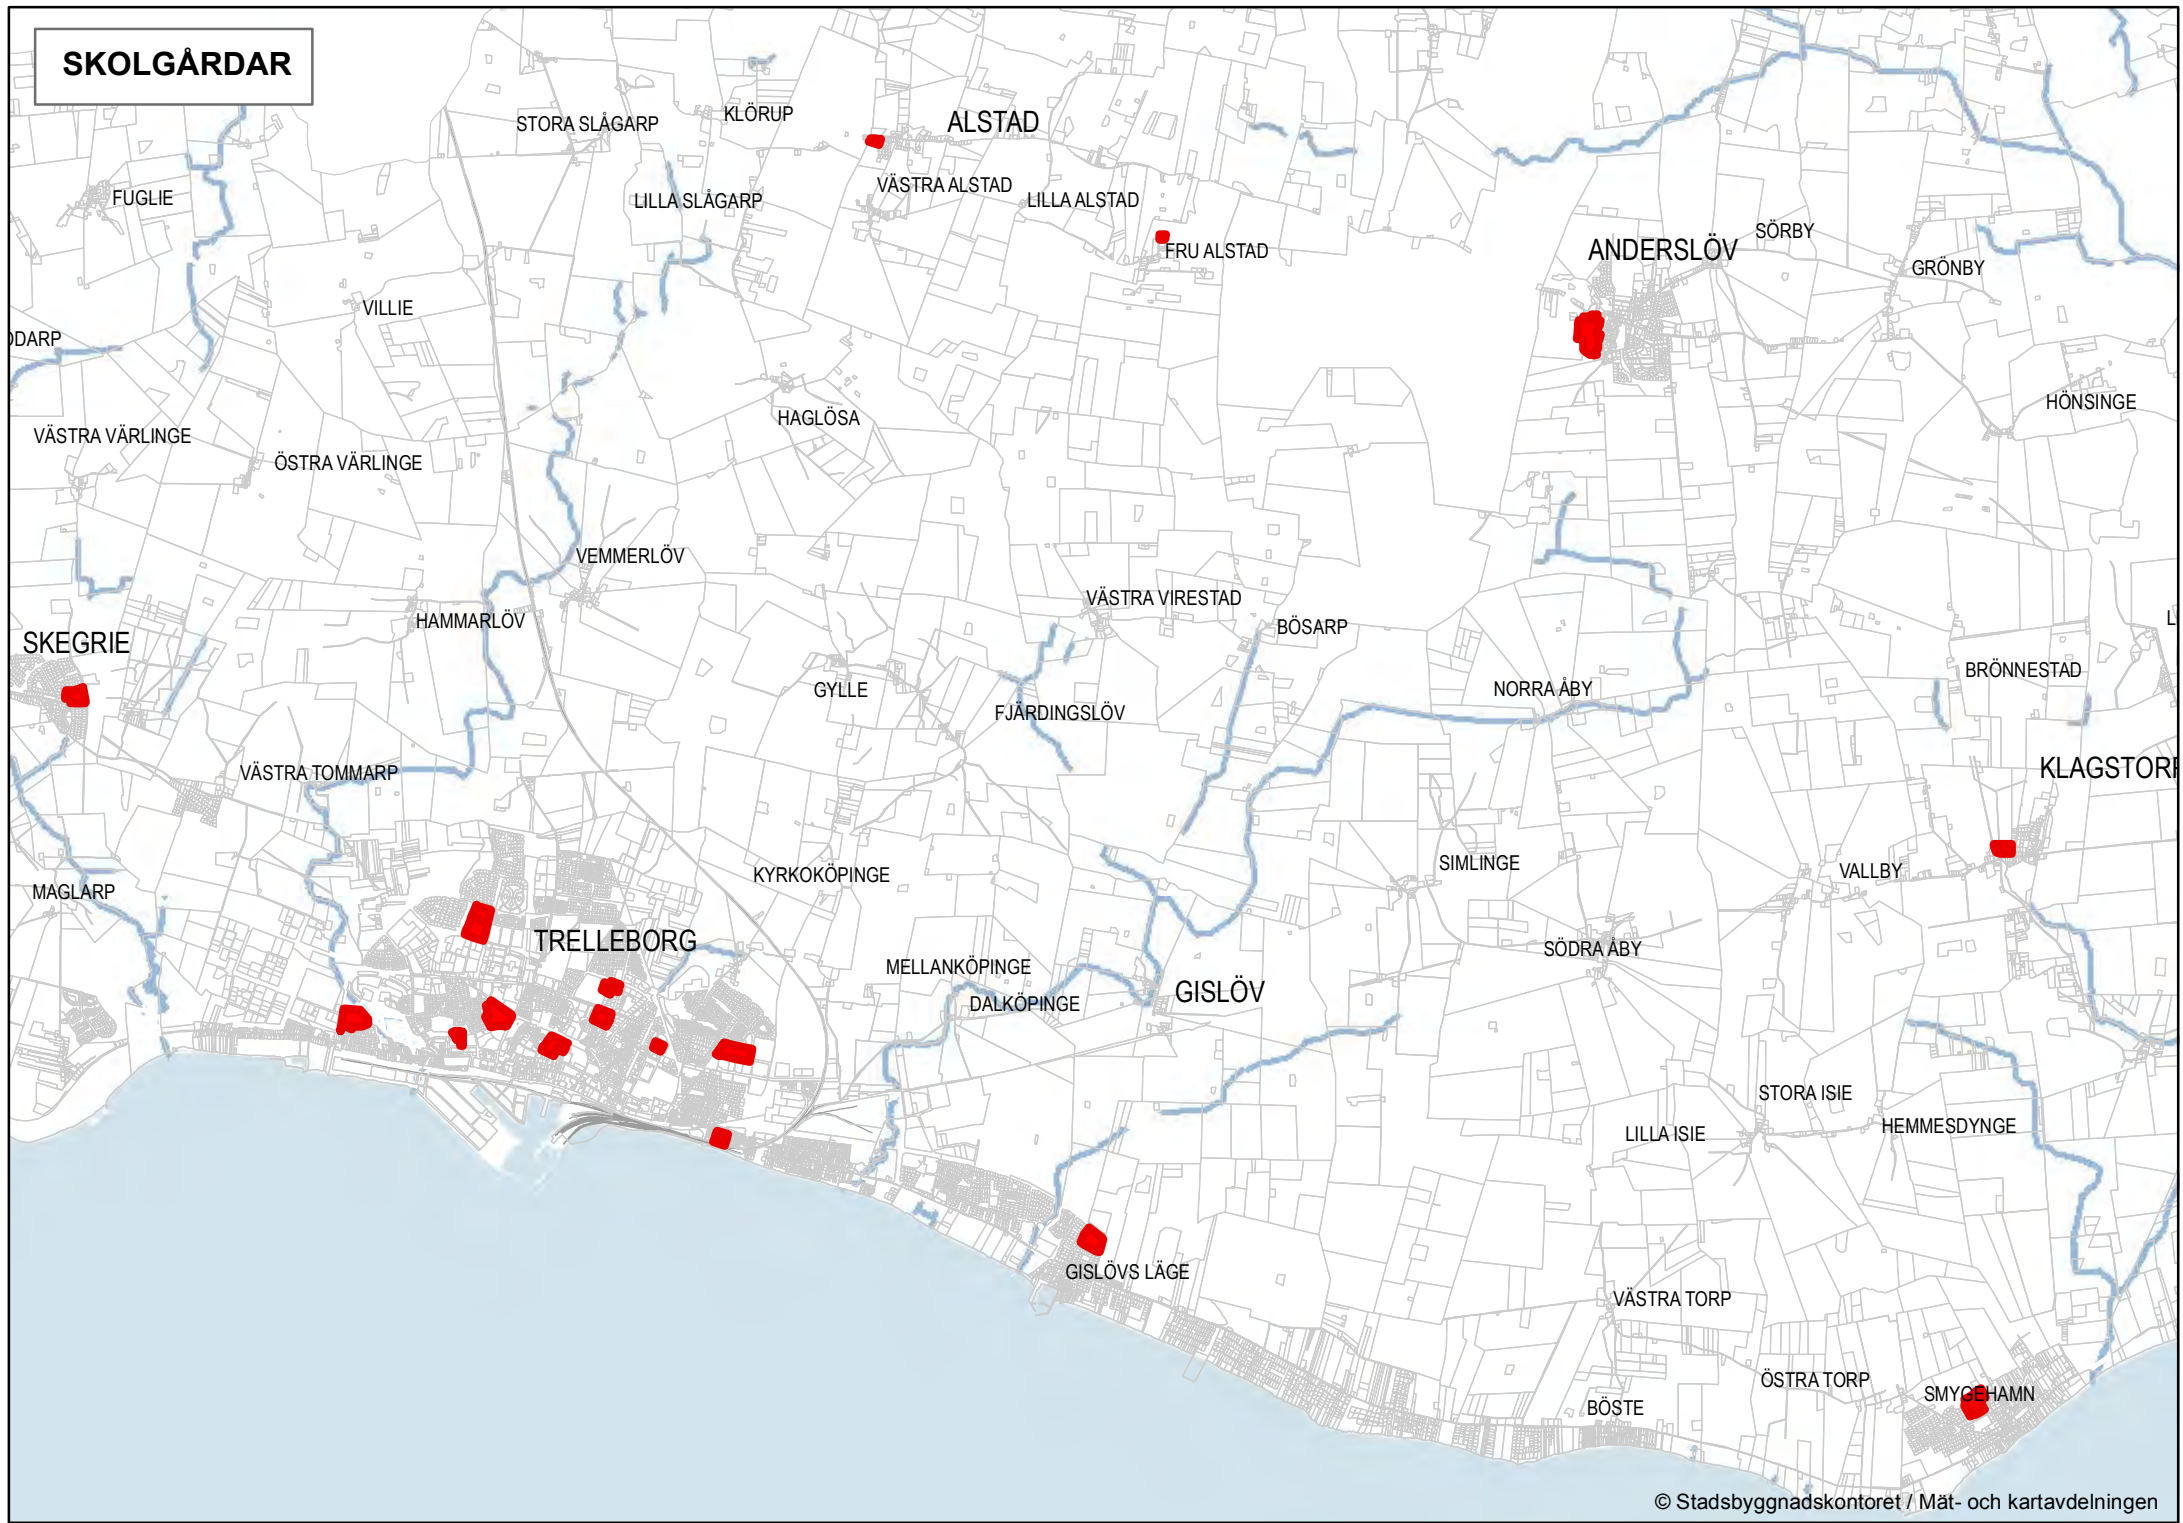 SKOLGÅRDAR
STORA SLÅGARP
KLÖRUP
ALSTAD
FUGLIE
LILLA SLÅGARP
VÄSTRA ALSTAD
LILLA ALSTAD
FRU ALSTAD
ANDERSLÖV
SÖRBY
GRÖNBY
VILLIE
DARP
HÖNSINGE
HAGLÖSA
VÄSTRA VÄRLINGE
ÖSTRA VÄRLINGE
VEMMERLÖV
VÄSTRA VIRESTAD
HAMMARLÖV
BÖSARP
L
SKEGRIE
BRÖNNESTAD
GYLLE
NORRA ÅBY
FJÄRDINGSLÖV
VÄSTRA TOMMARP
KLAGSTORP
KYRKOKÖPINGE
SIMLINGE
VALLBY
MAGLARP
TRELLEBORG
SÖDRA ÅBY
MELLANKÖPINGE
DALKÖPINGE
GISLÖV
STORA ISIE
HEMMESDYNGE
LILLA ISIE
GISLÖVS LÄGE
VÄSTRA TORP
ÖSTRA TORP
SMYGEHAMN
BÖSTE
© Stadsbyggnadskontoret / Mät- och kartavdelningen